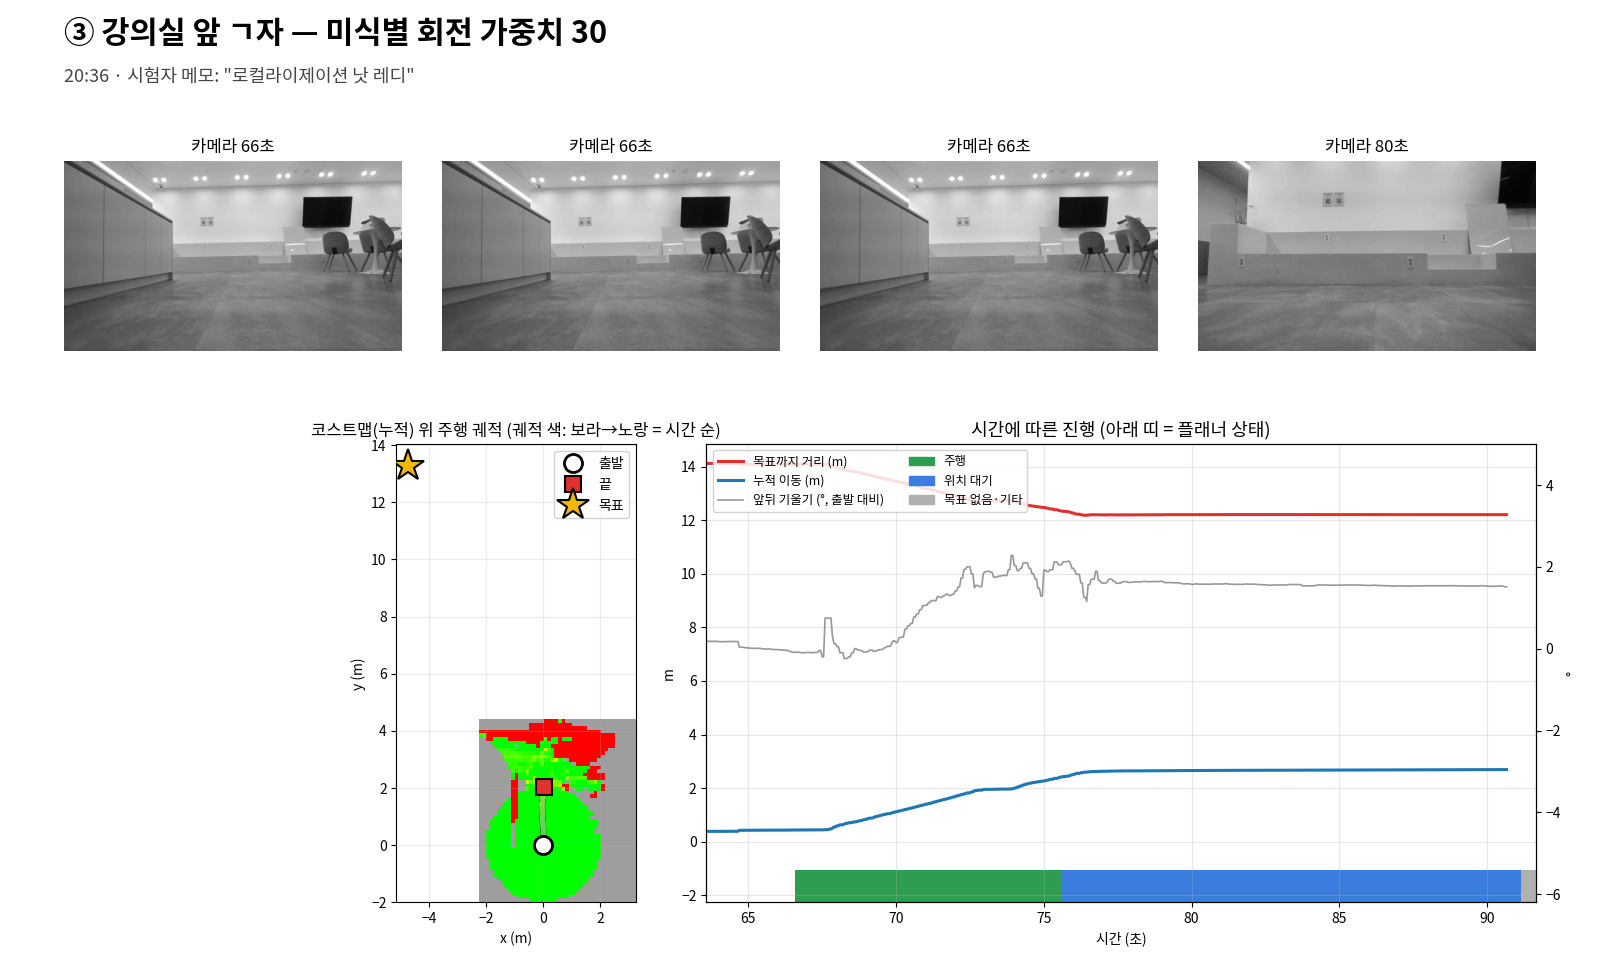 ③ 강의실 앞 ㄱ자 — 미식별 회전 가중치 30
20:36 · 시험자 메모: "로컬라이제이션 낫 레디"
카메라 66초
카메라 66초
카메라 66초
카메라 80초
코스트맵(누적) 위 주행 궤적 (궤적 색: 보라→노랑 = 시간 순)
출발
끝
목표
14
12
10
8
6
4
2
0
−2
y (m)
−4
−2
0
2
x (m)
시간에 따른 진행 (아래 띠 = 플래너 상태)
목표까지 거리 (m)
누적 이동 (m)
앞뒤 기울기 (°, 출발 대비)
주행
위치 대기
목표 없음·기타
14
12
10
8
6
4
2
0
−2
m
4
2
0
−2
−4
−6
°
65
70
75
80
85
90
시간 (초)